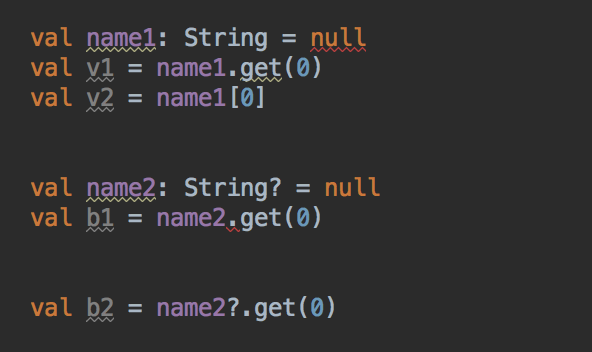 val name1: String = null
val v1 = name1.get(0)
val v2 = name1[0]
val name2: String? = null
val b1 = name2.get(0)
val b2 = name2?.get(0)